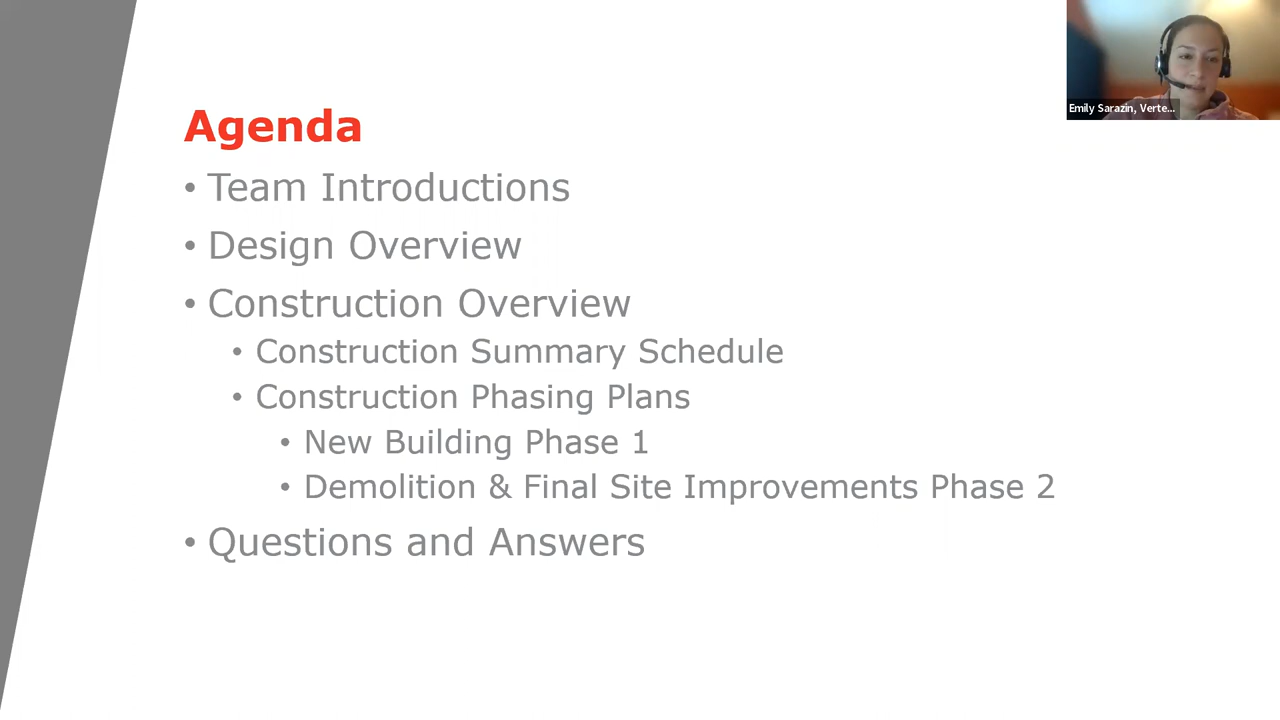 Agenda
• Team Introductions
• Design Overview
• Construction Overview
• Construction Summary Schedule
• Construction Phasing Plans
• New Building Phase 1
• Demolition & Final Site Improvements Phase 2
• Questions and Answers
Emily Sarazin, Verte...